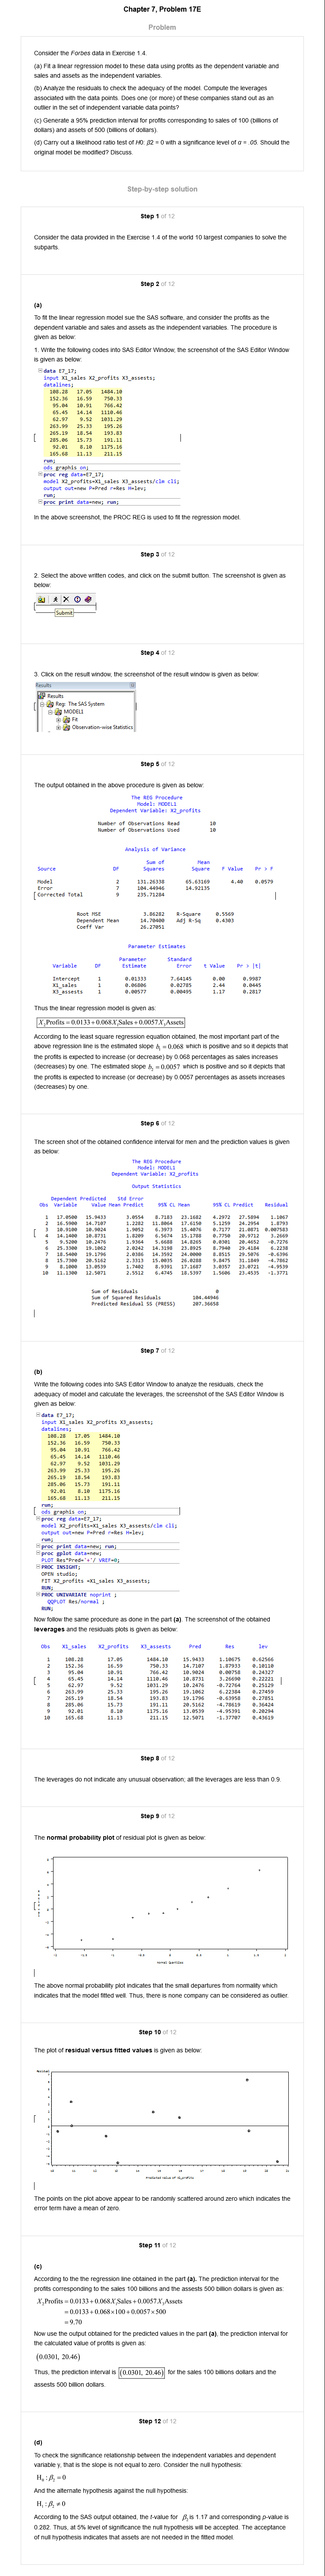 Chapter 7, Problem 17E
Problem
Consider the Forbes data in Exercise 1.4.
(a) Fit a linear regression model to these data using profits as the dependent variable and
sales and assests as the independent variables.
(b) Analyze the residuals to check the adequacy of the model. Compute the leverages
associated with the data points. Does one (or more) of these companies stand out as an
outlier in the set of independent variable data points?
(c) Generate a 95% prediction interval for profits corresponding to sales of 100 (billions of
dollars) and assets of 500 (billions of dollars).
(d) Carry out a likelihood ratio test of H0: β2 = 0 with a significance level of α = .05. Should the
original model be modified? Discuss.
Step-by-step solution
Step 1 of 12
Consider the data provided in the Exercise 1.4 of the world 10 largest companies to solve the
subparts.
Step 2 of 12
(a)
To fit the linear regression model sue the SAS software, and consider the profits as the
dependent variable and sales and assets as the independent variables. The procedure is
given below:
1. Write the following codes into SAS Editor Window, the screenshot of the SAS Editor Window
is given below:
data E7_17;
input X1_sales X2_profits X3_assests;
datalines;
108.28 17.05 1484.10
152.36 16.59 750.33
95.04 10.91 766.42
65.45 14.14 1110.46
62.97 9.52 1031.29
263.99 25.33 195.26
265.19 18.54 193.83
285.06 15.73 191.11
92.01 8.10 1175.16
165.68 11.13 211.15
run;
ods graphis on;
proc reg data=E7_17;
model X2_profits=X1_sales X3_assests/clm cli;
output out=new P=Pred r=Res H=lev;
run;
proc print data=new; run;
In the above screenshot, the PROC REG is used to fit the regression model.
Step 3 of 12
2. Select the above written codes, and click on the submit button. The screenshot is given as
below:
Submit
Step 4 of 12
3. Click on the result window, the screenshot of the result window is given below:
Results
Results
Reg: The SAS System
MODEL1
Fit
Observation-wise Statistics
Step 5 of 12
The output obtained in the above procedure is given as below:
The REG Procedure
Model: MODEL1
Dependent Variable: X2_profits
Number of Observations Read 10
Number of Observations Used 10
Analysis of Variance
Sum of Mean
Source DF Squares Square F Value Pr > F
Model 2 131.26338 65.63169 4.40 0.0579
Error 7 104.44946 14.92135
Corrected Total 9 235.71284
Root MSE 3.86282 R-Square 0.5569
Dependent Mean 14.70400 Adj R-Sq 0.4303
Coeff Var 26.27051
Parameter Estimates
Parameter Standard
Variable DF Estimate Error t Value Pr > |t|
Intercept 1 0.01333 7.64145 0.00 0.9987
X1_sales 1 0.06806 0.02785 2.44 0.0445
X3_assests 1 0.00577 0.00495 1.17 0.2817
Thus the linear regression model is given as:
X₂Profits = 0.0133+0.068X₁Sales+0.0057X₃Assets
According to the least square regression equation obtained, the most important part of the
above regression line is the estimated slope b₁ = 0.068 which is positive and so it depicts that
the profits is expected to increase (or decrease) by 0.068 percentages as sales increases
(decreases) by one. The estimated slope b₂ = 0.0057 which is positive and so it depicts that
the profits is expected to increase (or decrease) by 0.0057 percentages as assets increases
(decreases) by one.
Step 6 of 12
The screen shot of the obtained confidence interval for men and the prediction values is given
as below:
The REG Procedure
Model: MODEL1
Dependent Variable: X2_profits
Output Statistics
Dependent Predicted Std Error
Obs Variable Value Mean Predict 95% CL Mean 95% CL Predict Residual
1 17.0500 15.9433 3.0554 8.7184 23.1682 4.2972 27.5894 1.1067
2 16.5900 14.7107 1.2282 11.8064 17.6150 5.1259 24.2954 1.8793
3 10.9100 10.9024 1.9052 6.3973 15.4076 0.7177 21.0871 0.007583
4 14.1400 10.8731 1.8209 6.5674 15.1788 0.7750 20.9712 3.2669
5 9.5200 10.2476 1.9364 5.6688 14.8265 0.0301 20.4652 -0.7276
6 25.3300 19.1062 2.0242 14.3198 23.8925 8.7940 29.4184 6.2238
7 18.5400 19.1796 2.0386 14.3592 24.0000 8.8515 29.5076 -0.6396
8 15.7300 20.5162 2.3313 15.0035 26.0288 9.8475 31.1849 -4.7862
9 8.1000 13.0539 1.7402 8.9391 17.1687 3.0357 23.0721 -4.9539
10 11.1300 12.5071 2.5512 6.4745 18.5397 1.5606 23.4535 -1.3771
Sum of Residuals 0
Sum of Squared Residuals 104.44946
Predicted Residual SS (PRESS) 207.36658
Step 7 of 12
(b)
Write the following codes into SAS Editor Window to analyze the residuals, check the
adequacy of model and calculate the leverages, the screenshot of the SAS Editor Window is
given as below:
data E7_17;
input X1_sales X2_profits X3_assests;
datalines;
108.28 17.05 1484.10
152.36 16.59 750.33
95.04 10.91 766.42
65.45 14.14 1110.46
62.97 9.52 1031.29
263.99 25.33 195.26
265.19 18.54 193.83
285.06 15.73 191.11
92.01 8.10 1175.16
165.68 11.13 211.15
run;
ods graphis on;
proc reg data=E7_17;
model X2_profits=X1_sales X3_assests/clm cli;
output out=new P=Pred r=Res H=lev;
run;
proc print data=new; run;
proc gplot data=new;
PLOT Res*Pred='+'/ VREF=0;
PROC INSIGHT;
OPEN studio;
FIT X2_profits =X1_sales X3_assests;
RUN;
PROC UNIVARIATE noprint ;
QQPLOT Res/normal ;
RUN;
Now follow the same procedure as done in the part (a). The screenshot of the obtained
leverages and the residuals plots is given as below:
Obs X1_sales X2_profits X3_assests Pred Res lev
1 108.28 17.05 1484.10 15.9433 1.10675 0.62566
2 152.36 16.59 750.33 14.7107 1.87933 0.10110
3 95.04 10.91 766.42 10.9024 0.00758 0.24327
4 65.45 14.14 1110.46 10.8731 3.26690 0.22221
5 62.97 9.52 1031.29 10.2476 -0.72764 0.25129
6 263.99 25.33 195.26 19.1062 6.22384 0.27459
7 265.19 18.54 193.83 19.1796 -0.63958 0.27851
8 285.06 15.73 191.11 20.5162 -4.78619 0.36424
9 92.01 8.10 1175.16 13.0539 -4.95391 0.20294
10 165.68 11.13 211.15 12.5071 -1.37707 0.43619
Step 8 of 12
The leverages do not indicate any unusual observation; all the leverages are less than 0.9.
Step 9 of 12
The normal probability plot of residual plot is given as below:
Normal Quantiles
The above normal probability plot indicates that the small departures from normality which
indicates that the model fitted well. Thus, there is none company can be considered as outlier.
Step 10 of 12
The plot of residual versus fitted values is given as below:
Residual
Predicted Value of X2_profits
The points on the plot above appear to be randomly scattered around zero which indicates the
error term have a mean of zero.
Step 11 of 12
(c)
According to the the regression line obtained in the part (a). The prediction interval for the
profits corresponding to the sales 100 billions and the assests 500 billion dollars is given as:
X₂Profits = 0.0133+0.068X₁Sales+0.0057X₃Assets
= 0.0133+0.068×100+0.0057×500
= 9.70
Now use the output obtained for the predicted values in the part (a), the prediction interval for
the calculated value of profits is given as:
(0.0301, 20.46)
Thus, the prediction interval is (0.0301, 20.46) for the sales 100 billions dollars and the
assests 500 billion dollars.
Step 12 of 12
(d)
To check the significance relationship between the independent variables and dependent
variable y, that is the slope is not equal to zero. Consider the null hypothesis:
H₀ : β₂ = 0
And the alternate hypothesis against the null hypothesis:
H₁ : β₂ ≠ 0
According to the SAS output obtained, the t-value for β₂ is 1.17 and corresponding p-value is
0.282. Thus, at 5% level of significance the null hypothesis will be accepted. The acceptance
of null hypothesis indicates that assets are not needed in the fitted model.